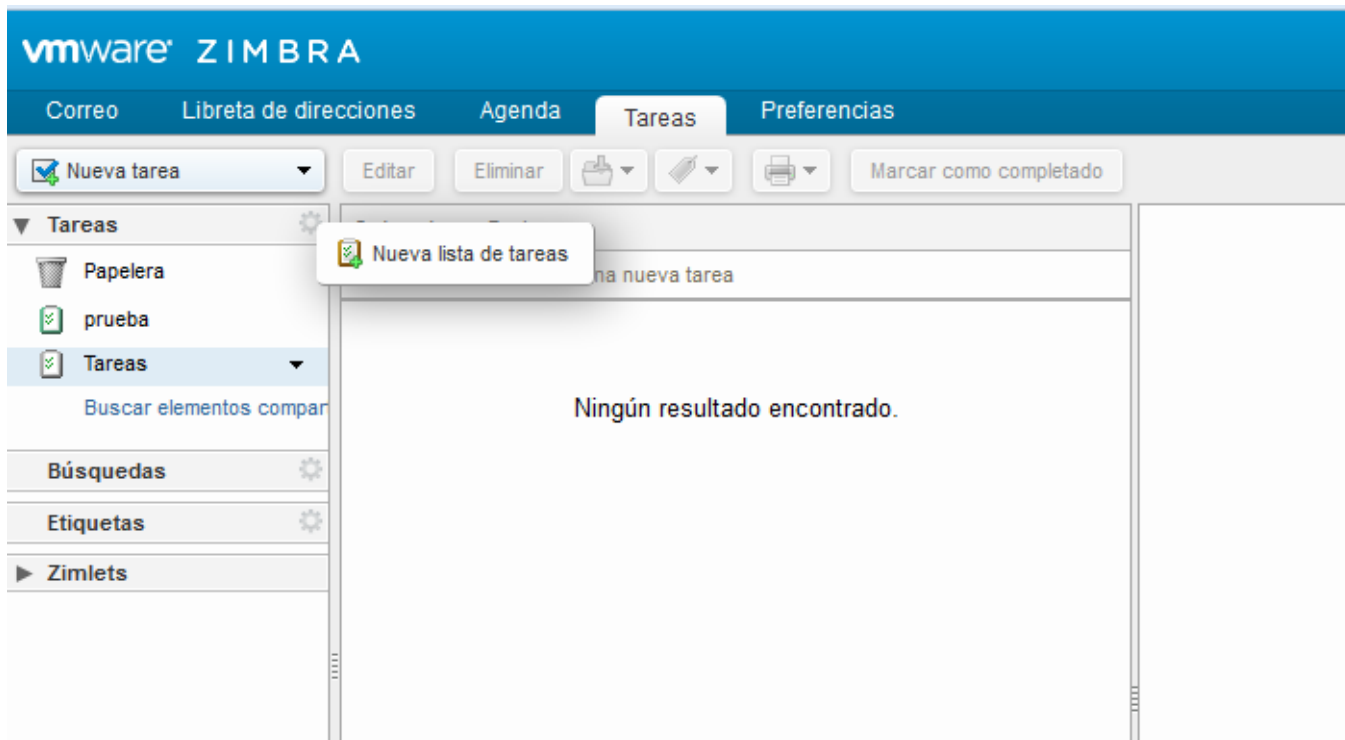 vmware ZIMBRA
Correo Libreta de direcciones Agenda Tareas Preferencias
Nueva tarea Editar Eliminar Marcar como completado
Tareas
Nueva lista de tareas
Papelera
na nueva tarea
prueba
Tareas
Buscar elementos compar
Ningún resultado encontrado.
Búsquedas
Etiquetas
Zimlets